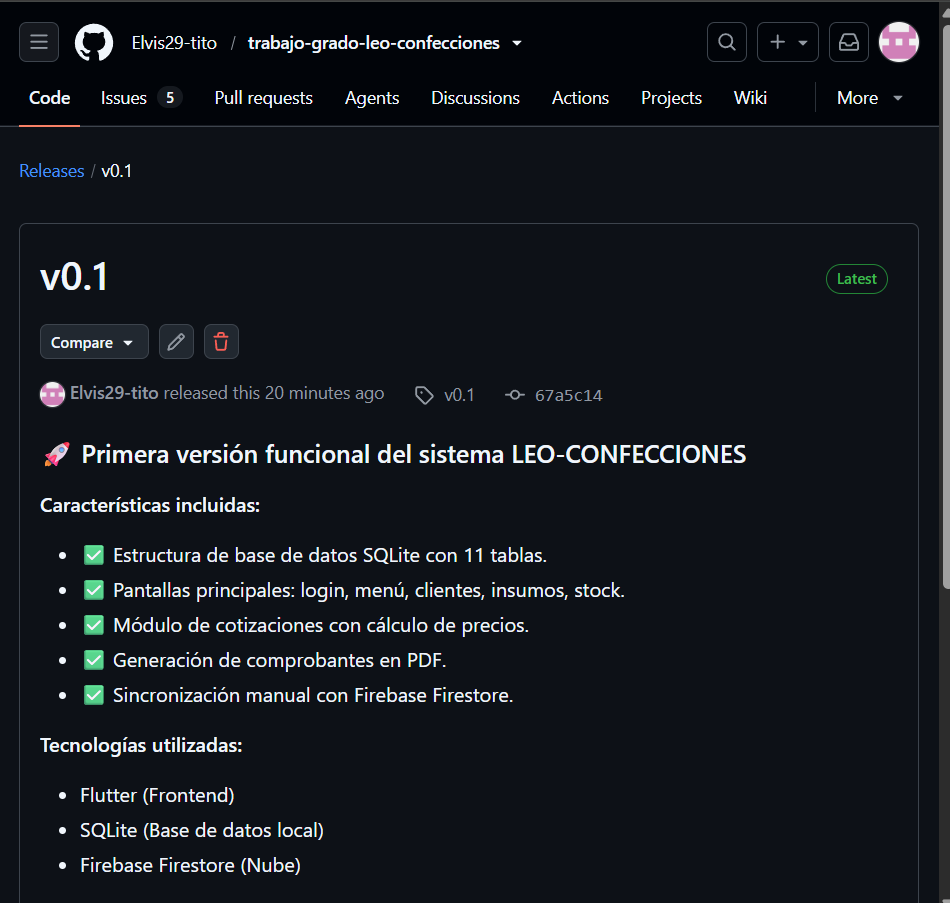 Elvis29-tito / trabajo-grado-leo-confecciones
Code Issues 5 Pull requests Agents Discussions Actions Projects Wiki More
Releases / v0.1
v0.1
Latest
Compare
Elvis29-tito released this 20 minutes ago v0.1 67a5c14
🚀 Primera versión funcional del sistema LEO-CONFECCIONES
Características incluidas:
• ✅ Estructura de base de datos SQLite con 11 tablas.
• ✅ Pantallas principales: login, menú, clientes, insumos, stock.
• ✅ Módulo de cotizaciones con cálculo de precios.
• ✅ Generación de comprobantes en PDF.
• ✅ Sincronización manual con Firebase Firestore.
Tecnologías utilizadas:
• Flutter (Frontend)
• SQLite (Base de datos local)
• Firebase Firestore (Nube)